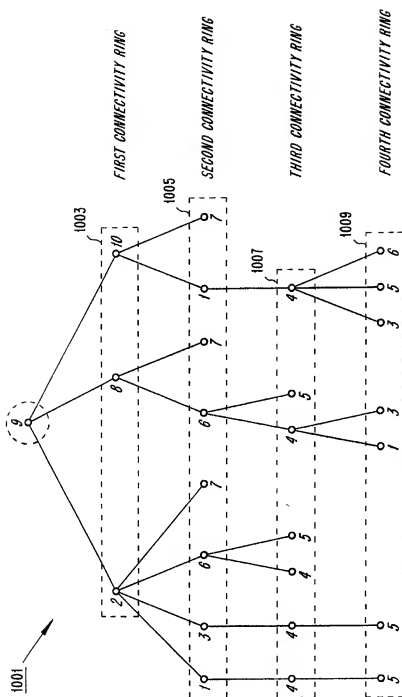 1001
9
1003
2 8 10 FIRST CONNECTIVITY RING
1005
1 3 6 7 6 7 1 7 SECOND CONNECTIVITY RING
1007
4 4 4 5 4 5 4 THIRD CONNECTIVITY RING
1009
5 5 1 3 3 5 6 FOURTH CONNECTIVITY RING